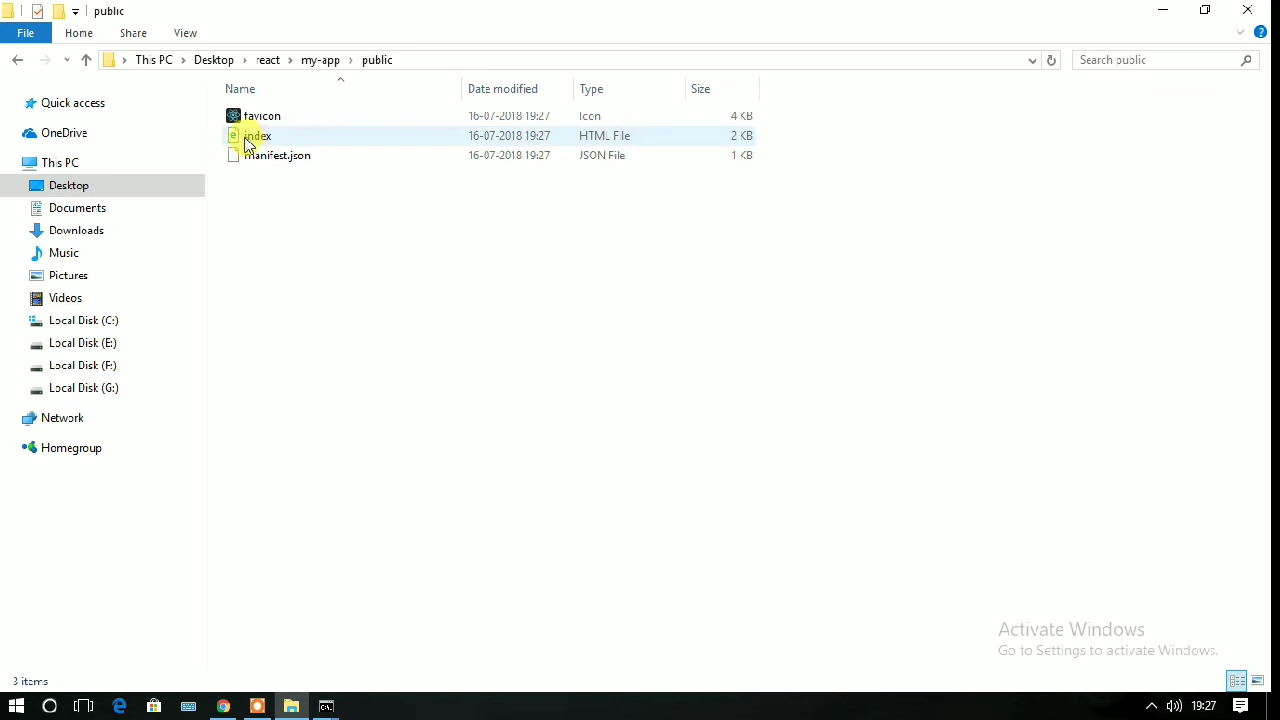 public
File Home Share View
This PC Desktop react my-app public
Search public
Name Date modified Type Size
favicon 16-07-2018 19:27 Icon 4 KB
index 16-07-2018 19:27 HTML File 2 KB
manifest.json 16-07-2018 19:27 JSON File 1 KB
Quick access
OneDrive
This PC
Desktop
Documents
Downloads
Music
Pictures
Videos
Local Disk (C:)
Local Disk (E:)
Local Disk (F:)
Local Disk (G:)
Network
Homegroup
Activate Windows
Go to Settings to activate Windows.
3 items
19:27